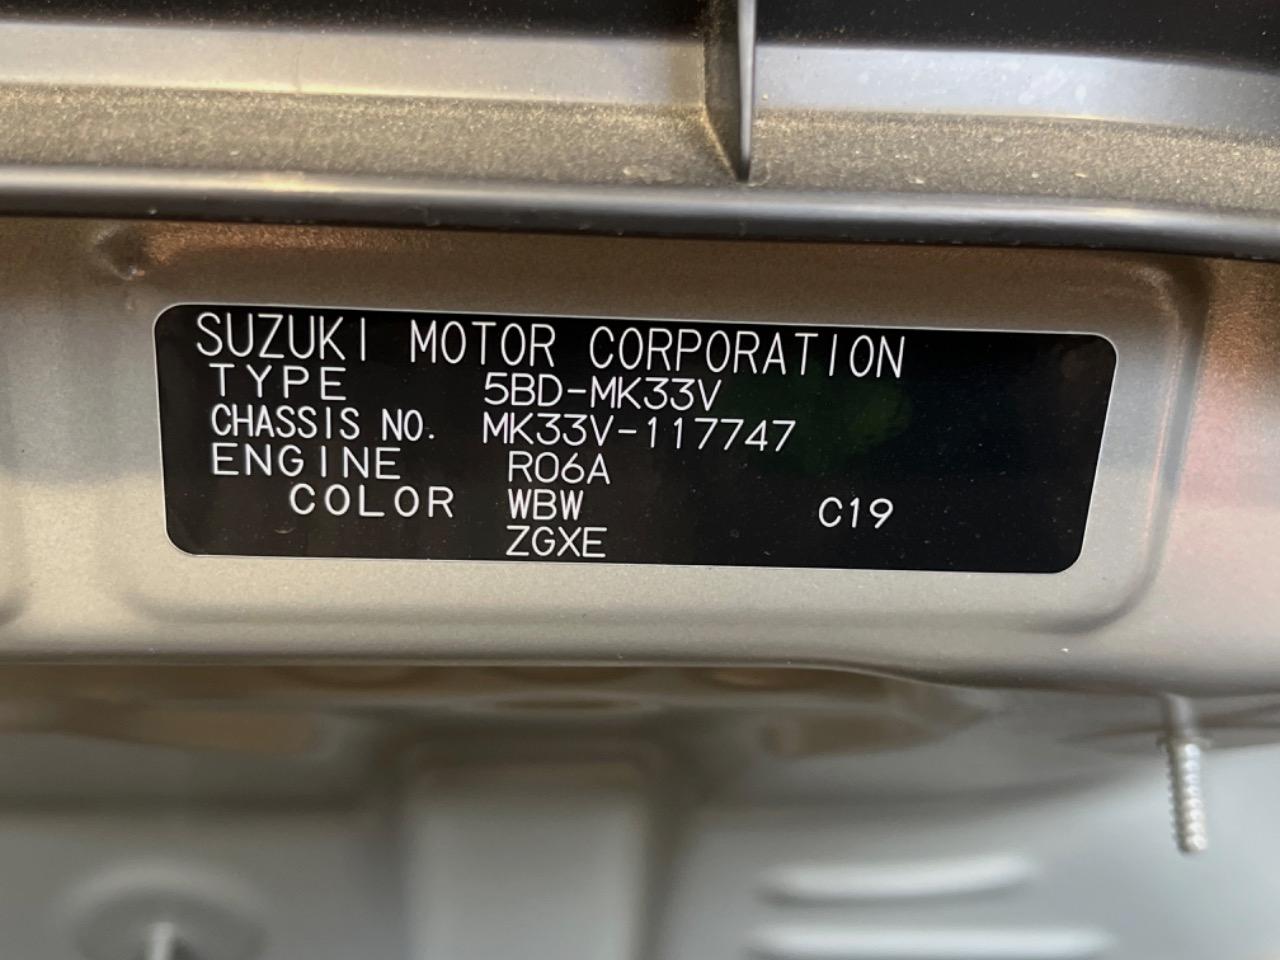 SUZUKI MOTOR CORPORATION
TYPE 5BD-MK33V
CHASSIS NO. MK33V-117747
ENGINE R06A
COLOR WBW C19
ZGXE